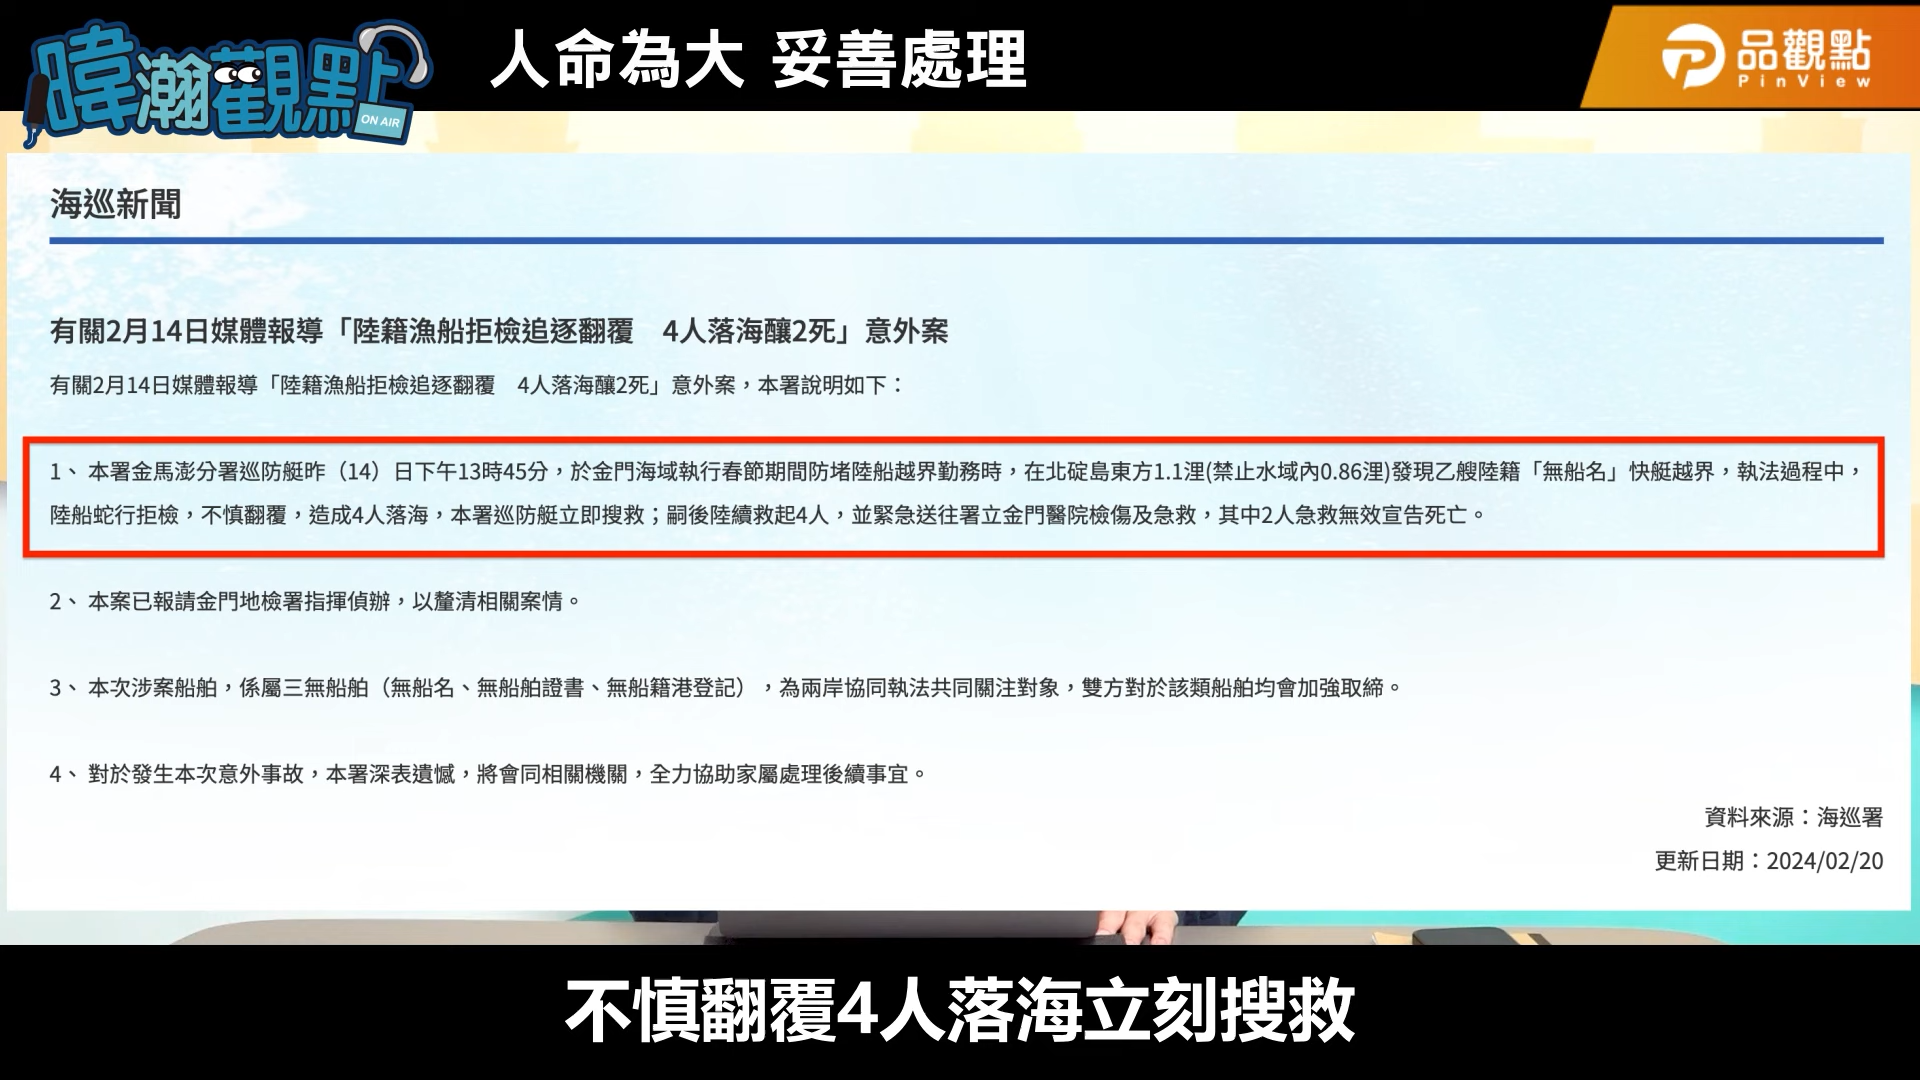 暐瀚觀點
ON AIR
人命為大 妥善處理
品觀點
PinView
海巡新聞
有關2月14日媒體報導「陸籍漁船拒檢追逐翻覆　4人落海釀2死」意外案
有關2月14日媒體報導「陸籍漁船拒檢追逐翻覆　4人落海釀2死」意外案，本署說明如下：
1、 本署金馬澎分署巡防艇昨（14）日下午13時45分，於金門海域執行春節期間防堵陸船越界勤務時，在北碇島東方1.1浬(禁止水域內0.86浬)發現乙艘陸籍「無船名」快艇越界，執法過程中，
陸船蛇行拒檢，不慎翻覆，造成4人落海，本署巡防艇立即搜救；嗣後陸續救起4人，並緊急送往署立金門醫院檢傷及急救，其中2人急救無效宣告死亡。
2、 本案已報請金門地檢署指揮偵辦，以釐清相關案情。
3、 本次涉案船舶，係屬三無船舶（無船名、無船舶證書、無船籍港登記），為兩岸協同執法共同關注對象，雙方對於該類船舶均會加強取締。
4、 對於發生本次意外事故，本署深表遺憾，將會同相關機關，全力協助家屬處理後續事宜。
資料來源：海巡署
更新日期：2024/02/20
不慎翻覆4人落海立刻搜救